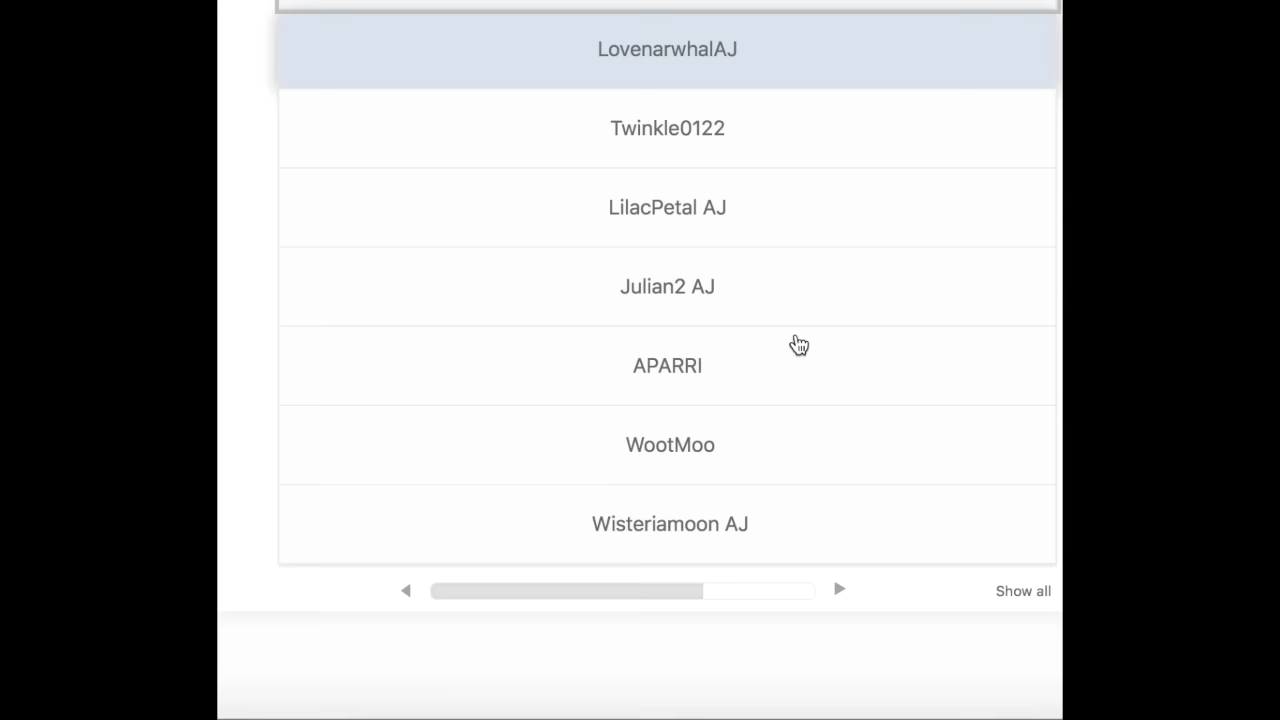 LovenarwhalAJ
Twinkle0122
LilacPetal AJ
Julian2 AJ
APARRI
WootMoo
Wisteriamoon AJ
Show all